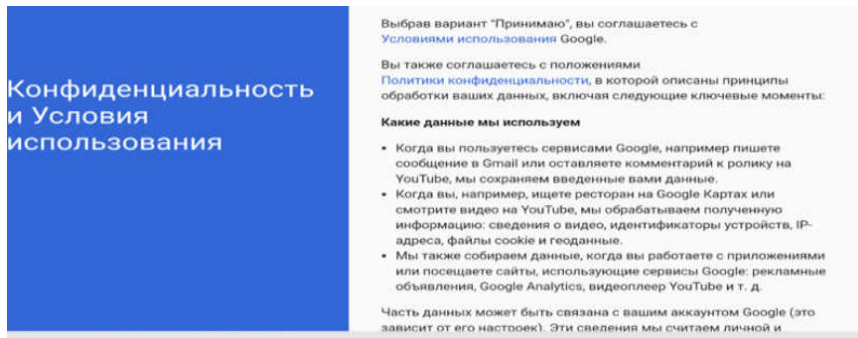 Конфиденциальность
и Условия
использования
Выбрав вариант "Принимаю", вы соглашаетесь с
Условиями использования Google.
Вы также соглашаетесь с положениями
Политики конфиденциальности, в которой описаны принципы
обработки ваших данных, включая следующие ключевые моменты:
Какие данные мы используем
• Когда вы пользуетесь сервисами Google, например пишете
сообщение в Gmail или оставляете комментарий к ролику на
YouTube, мы сохраняем введенные вами данные.
• Когда вы, например, ищете ресторан на Google Картах или
смотрите видео на YouTube, мы обрабатываем полученную
информацию: сведения о видео, идентификаторы устройств, IP-
адреса, файлы cookie и геоданные.
• Мы также собираем данные, когда вы работаете с приложениями
или посещаете сайты, использующие сервисы Google: рекламные
объявления, Google Analytics, видеоплеер YouTube и т. д.
Часть данных может быть связана с вашим аккаунтом Google (это
зависит от его настроек). Эти сведения мы считаем личной и